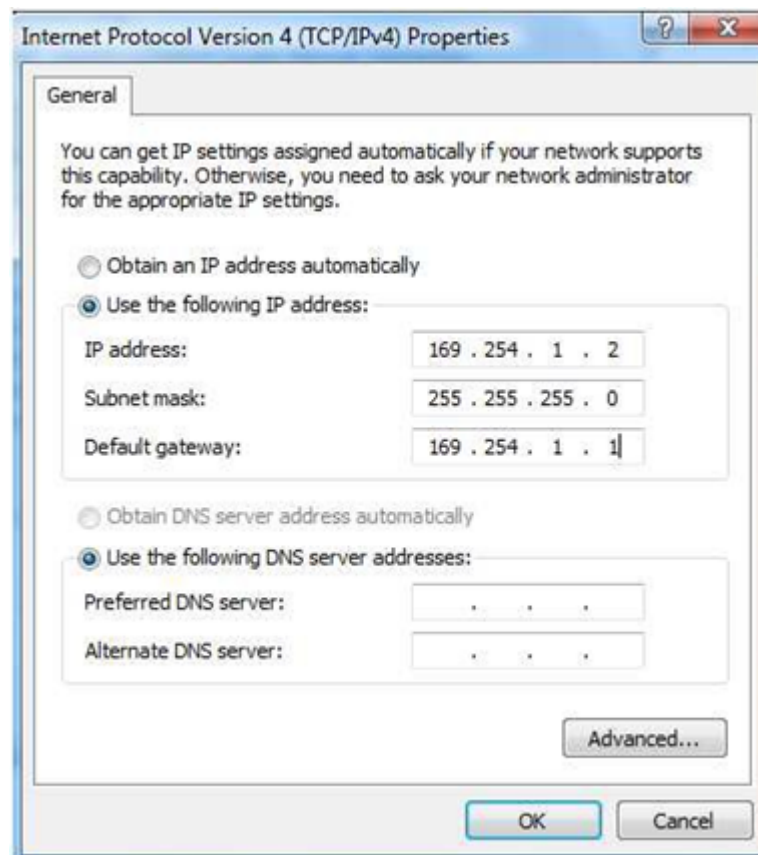 Internet Protocol Version 4 (TCP/IPv4) Properties
General
You can get IP settings assigned automatically if your network supports
this capability. Otherwise, you need to ask your network administrator
for the appropriate IP settings.
Obtain an IP address automatically
Use the following IP address:
IP address: 169 . 254 . 1 . 2
Subnet mask: 255 . 255 . 255 . 0
Default gateway: 169 . 254 . 1 . 1
Obtain DNS server address automatically
Use the following DNS server addresses:
Preferred DNS server: . . .
Alternate DNS server: . . .
Advanced...
OK Cancel